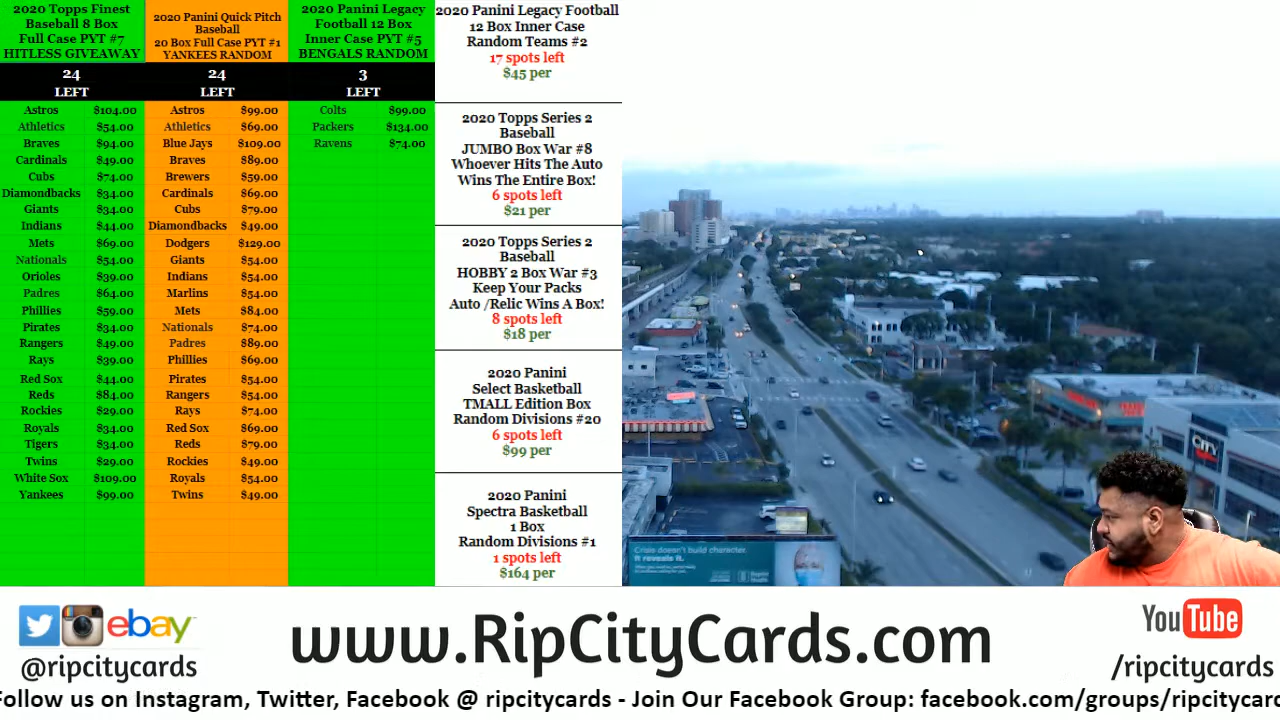 2020 Topps Finest
Baseball 8 Box
Full Case PYT #7
HITLESS GIVEAWAY
24
LEFT
Astros $104.00
Athletics $54.00
Braves $94.00
Cardinals $49.00
Cubs $74.00
Diamondbacks $34.00
Giants $34.00
Indians $44.00
Mets $69.00
Nationals $54.00
Orioles $39.00
Padres $64.00
Phillies $59.00
Pirates $34.00
Rangers $49.00
Rays $39.00
Red Sox $44.00
Reds $84.00
Rockies $29.00
Royals $34.00
Tigers $34.00
Twins $29.00
White Sox $109.00
Yankees $99.00
2020 Panini Quick Pitch
Baseball
20 Box Full Case PYT #1
YANKEES RANDOM
24
LEFT
Astros $99.00
Athletics $69.00
Blue Jays $109.00
Braves $89.00
Brewers $59.00
Cardinals $69.00
Cubs $79.00
Diamondbacks $49.00
Dodgers $129.00
Giants $54.00
Indians $54.00
Marlins $54.00
Mets $84.00
Nationals $74.00
Padres $89.00
Phillies $69.00
Pirates $54.00
Rangers $54.00
Rays $74.00
Red Sox $69.00
Reds $79.00
Rockies $49.00
Royals $54.00
Twins $49.00
2020 Panini Legacy
Football 12 Box
Inner Case PYT #5
BENGALS RANDOM
3
LEFT
Colts $99.00
Packers $134.00
Ravens $74.00
2020 Panini Legacy Football
12 Box Inner Case
Random Teams #2
17 spots left
$45 per
2020 Topps Series 2
Baseball
JUMBO Box War #8
Whoever Hits The Auto
Wins The Entire Box!
6 spots left
$21 per
2020 Topps Series 2
Baseball
HOBBY 2 Box War #3
Keep Your Packs
Auto /Relic Wins A Box!
8 spots left
$18 per
2020 Panini
Select Basketball
TMALL Edition Box
Random Divisions #20
6 spots left
$99 per
2020 Panini
Spectra Basketball
1 Box
Random Divisions #1
1 spots left
$164 per
CITY
Crisis doesn't build character.
It reveals it.
ebay
@ripcitycards
www.RipCityCards.com
YouTube
/ripcitycards
Follow us on Instagram, Twitter, Facebook @ ripcitycards - Join Our Facebook Group: facebook.com/groups/ripcitycard